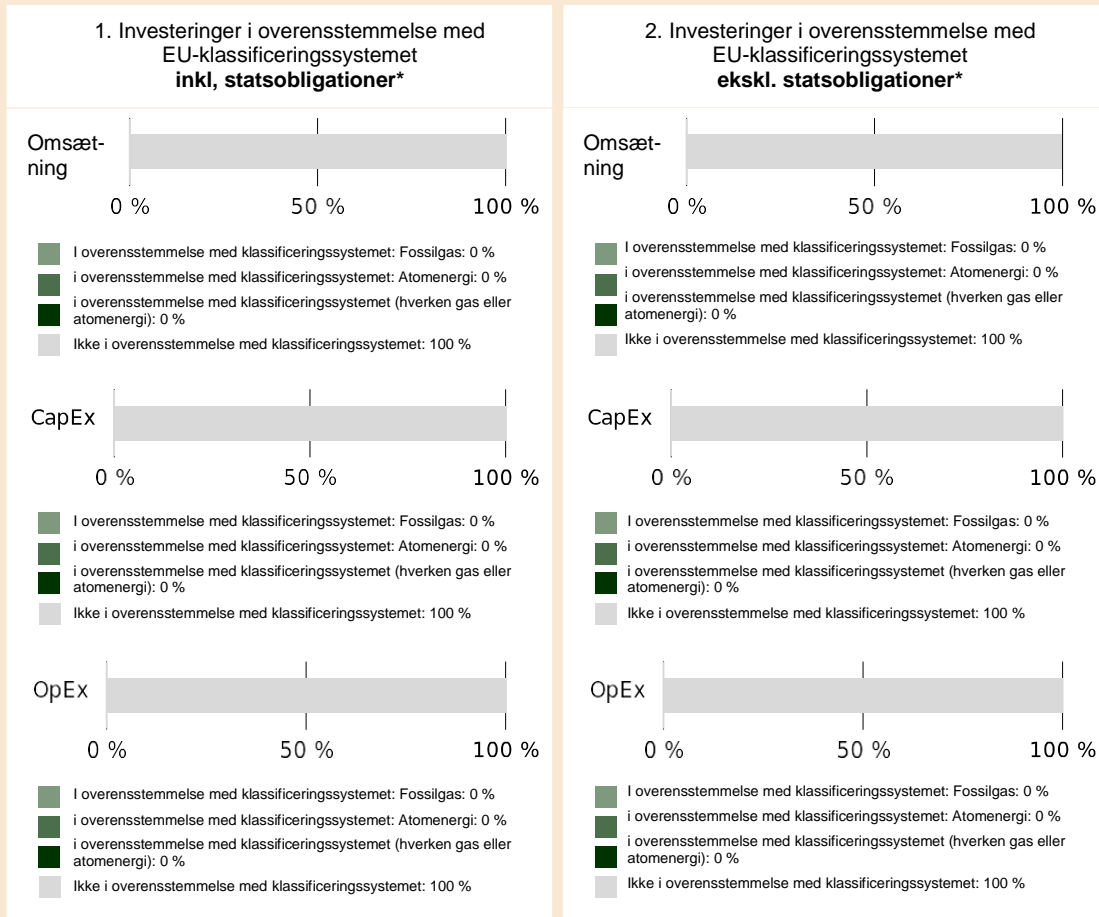 1. Investeringer i overensstemmelse med
EU-klassificeringssystemet
inkl, statsobligationer*
Omsæt-
ning
0 % 50 % 100 %
I overensstemmelse med klassificeringssystemet: Fossilgas: 0 %
i overensstemmelse med klassificeringssystemet: Atomenergi: 0 %
i overensstemmelse med klassificeringssystemet (hverken gas eller
atomenergi): 0 %
Ikke i overensstemmelse med klassificeringssystemet: 100 %
CapEx
0 % 50 % 100 %
I overensstemmelse med klassificeringssystemet: Fossilgas: 0 %
i overensstemmelse med klassificeringssystemet: Atomenergi: 0 %
i overensstemmelse med klassificeringssystemet (hverken gas eller
atomenergi): 0 %
Ikke i overensstemmelse med klassificeringssystemet: 100 %
OpEx
0 % 50 % 100 %
I overensstemmelse med klassificeringssystemet: Fossilgas: 0 %
i overensstemmelse med klassificeringssystemet: Atomenergi: 0 %
i overensstemmelse med klassificeringssystemet (hverken gas eller
atomenergi): 0 %
Ikke i overensstemmelse med klassificeringssystemet: 100 %
2. Investeringer i overensstemmelse med
EU-klassificeringssystemet
ekskl. statsobligationer*
Omsæt-
ning
0 % 50 % 100 %
I overensstemmelse med klassificeringssystemet: Fossilgas: 0 %
i overensstemmelse med klassificeringssystemet: Atomenergi: 0 %
i overensstemmelse med klassificeringssystemet (hverken gas eller
atomenergi): 0 %
Ikke i overensstemmelse med klassificeringssystemet: 100 %
CapEx
0 % 50 % 100 %
I overensstemmelse med klassificeringssystemet: Fossilgas: 0 %
i overensstemmelse med klassificeringssystemet: Atomenergi: 0 %
i overensstemmelse med klassificeringssystemet (hverken gas eller
atomenergi): 0 %
Ikke i overensstemmelse med klassificeringssystemet: 100 %
OpEx
0 % 50 % 100 %
I overensstemmelse med klassificeringssystemet: Fossilgas: 0 %
i overensstemmelse med klassificeringssystemet: Atomenergi: 0 %
i overensstemmelse med klassificeringssystemet (hverken gas eller
atomenergi): 0 %
Ikke i overensstemmelse med klassificeringssystemet: 100 %